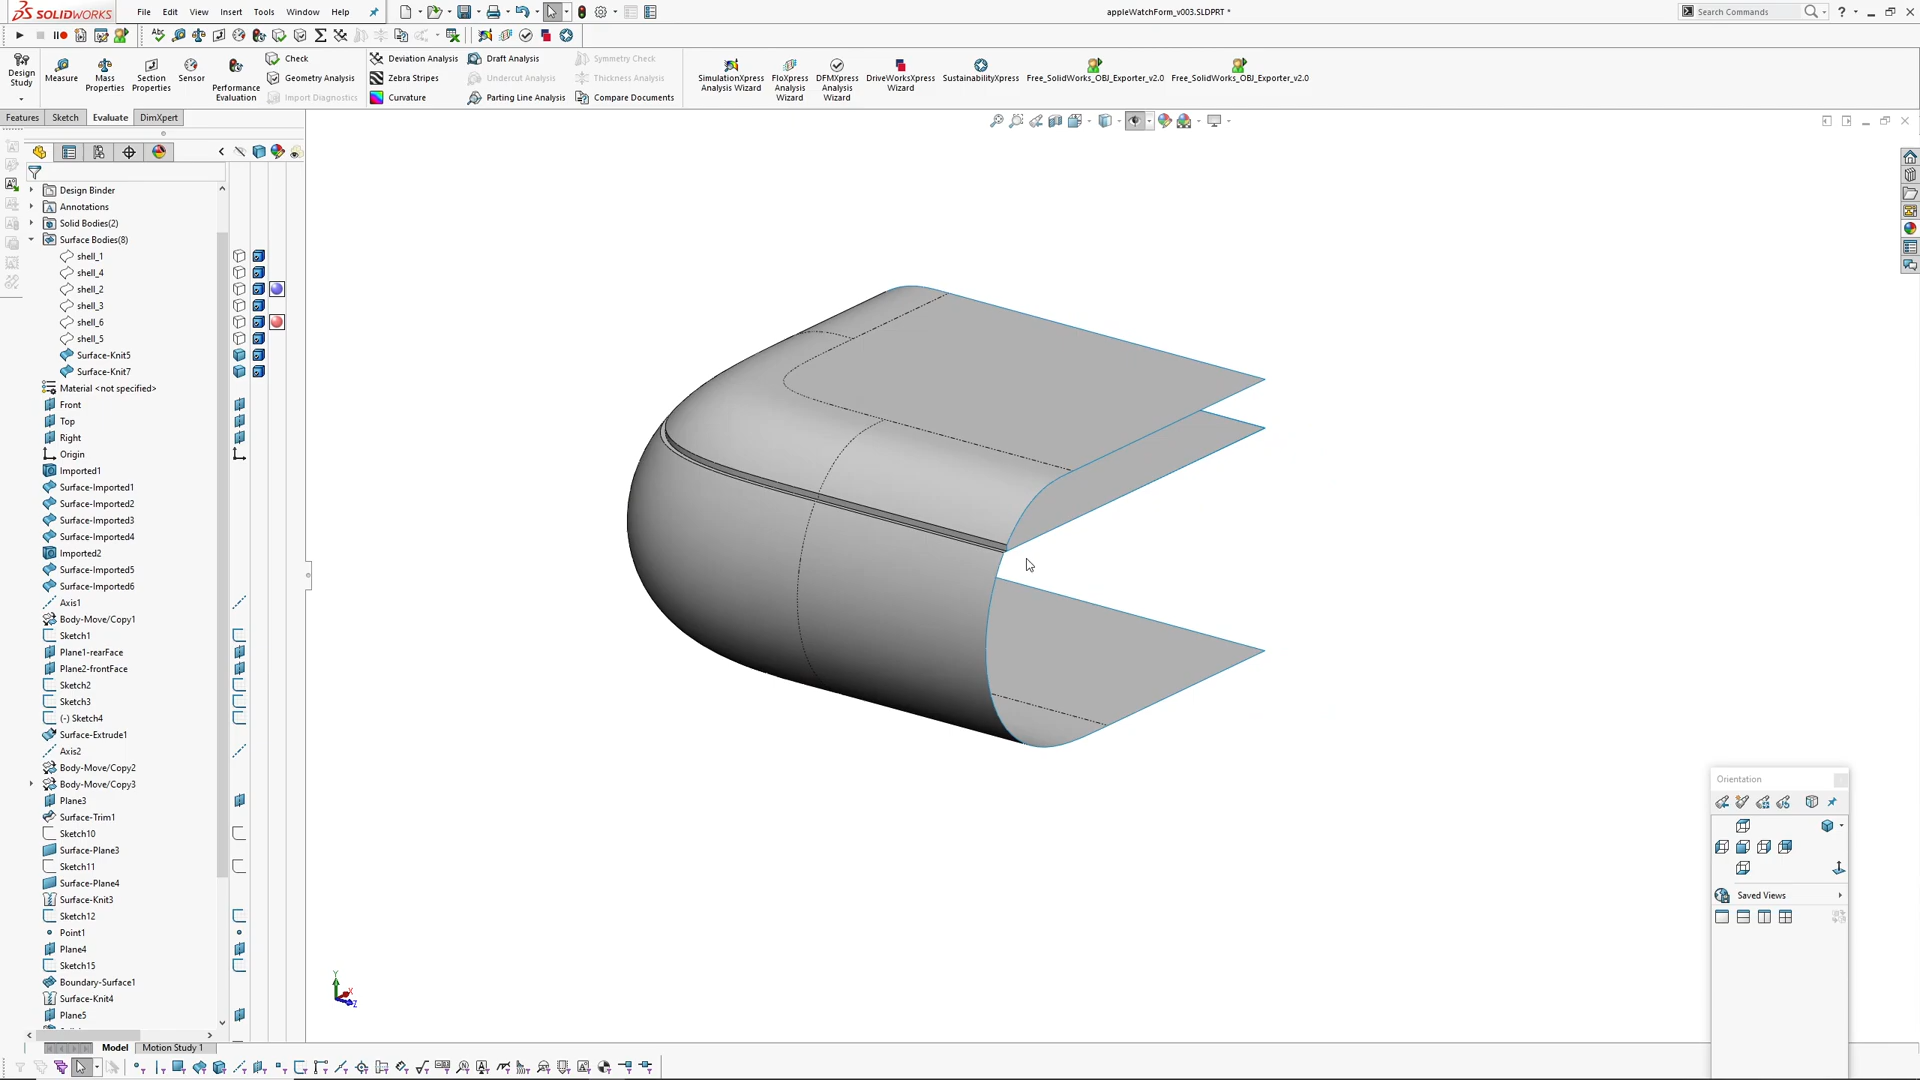 SOLIDWORKS
File Edit View Insert Tools Window Help
appleWatchForm_v003.SLDPRT *
Search Commands
Design Study
Measure
Mass Properties
Section Properties
Sensor
Performance Evaluation
Check
Geometry Analysis
Import Diagnostics
Deviation Analysis
Zebra Stripes
Curvature
Draft Analysis
Undercut Analysis
Parting Line Analysis
Symmetry Check
Thickness Analysis
Compare Documents
SimulationXpress Analysis Wizard
FloXpress Analysis Wizard
DFMXpress Analysis Wizard
DriveWorksXpress Wizard
SustainabilityXpress
Free_SolidWorks_OBJ_Exporter_v2.0
Free_SolidWorks_OBJ_Exporter_v2.0
Features Sketch Evaluate DimXpert
Design Binder
Annotations
Solid Bodies(2)
Surface Bodies(8)
shell_1
shell_4
shell_2
shell_3
shell_6
shell_5
Surface-Knit5
Surface-Knit7
Material <not specified>
Front
Top
Right
Origin
Imported1
Surface-Imported1
Surface-Imported2
Surface-Imported3
Surface-Imported4
Imported2
Surface-Imported5
Surface-Imported6
Axis1
Body-Move/Copy1
Sketch1
Plane1-rearFace
Plane2-frontFace
Sketch2
Sketch3
(-) Sketch4
Surface-Extrude1
Axis2
Body-Move/Copy2
Body-Move/Copy3
Plane3
Surface-Trim1
Sketch10
Surface-Plane3
Sketch11
Surface-Plane4
Surface-Knit3
Sketch12
Point1
Plane4
Sketch15
Boundary-Surface1
Surface-Knit4
Plane5
Y
X
Z
Orientation
Saved Views
Model Motion Study 1